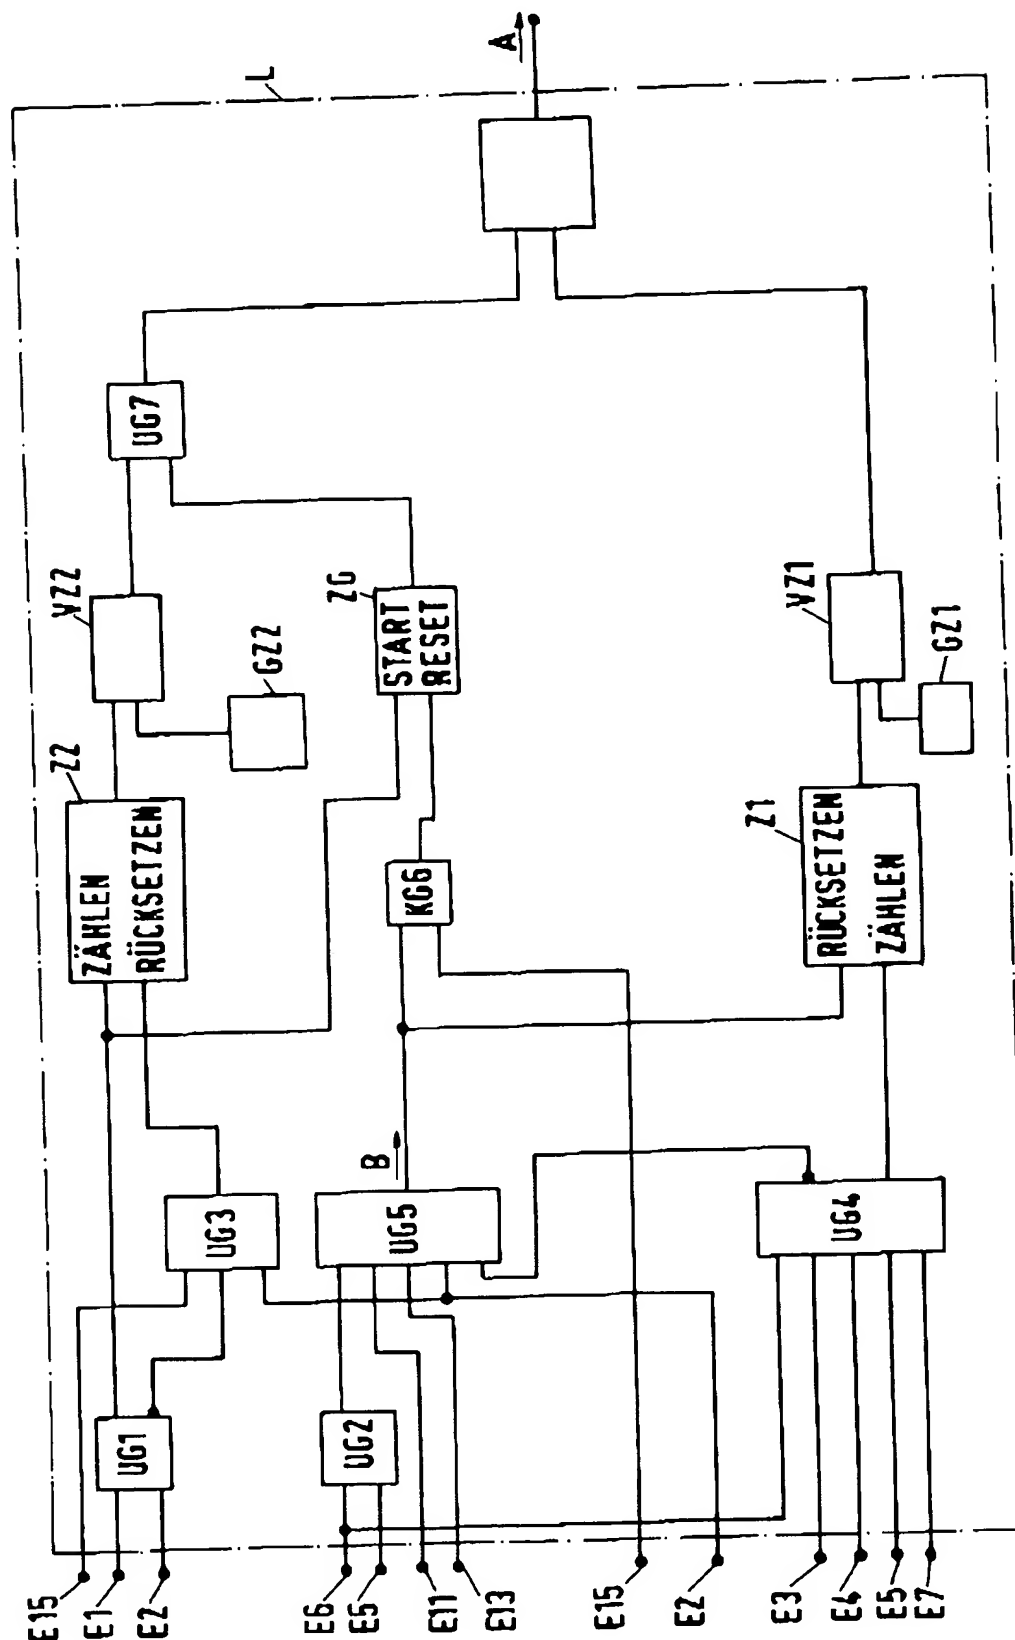 A
L
UG7
VZ2
GZ2
ZG
START
RESET
VZ1
GZ1
Z2
ZÄHLEN
RÜCKSETZEN
KG6
Z1
RÜCKSETZEN
ZÄHLEN
B
UG3
UG5
UG4
UG1
UG2
E15
E1
E2
E6
E5
E11
E13
E15
E2
E3
E4
E5
E7